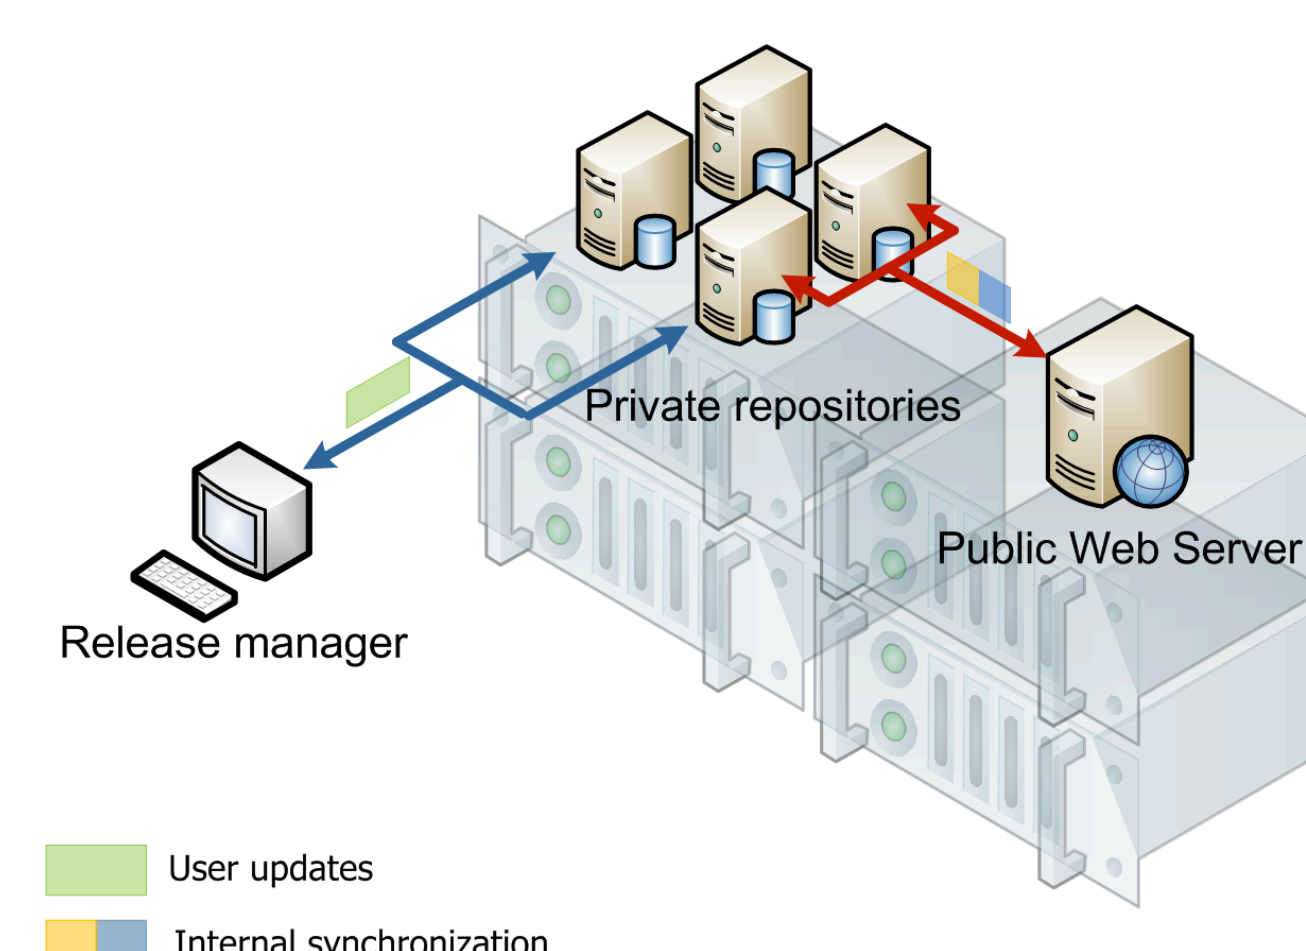 Private repositories
Public Web Server
Release manager
User updates
Internal synchronization